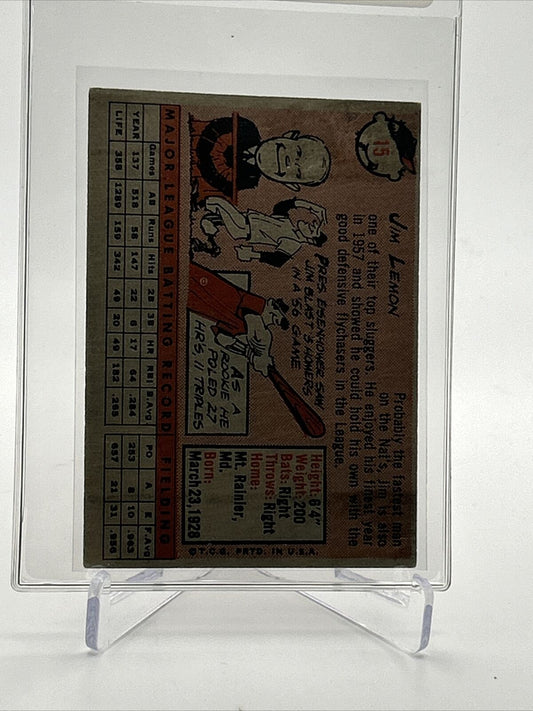 15
JIM LEMON
Probably the fastest man
on the Nat's, Jim is also
one of their top sluggers. He enjoyed his finest year
in 1957 and showed he could hold his own with the
good defensive flychasers in the League.
PRES. EISENHOWER SAW
JIM BLAST 3 HOMERS
IN A '56 GAME
AS A
ROOKIE HE
POLED 27
HRS, 11 TRIPLES
Height: 6'4"
Weight: 200
Bats: Right
Throws: Right
Home:
Mt. Rainier,
Md.
Born:
March 23, 1928
©T.C.G. PRTD. IN U.S.A.
MAJOR LEAGUE BATTING RECORD FIELDING
Games AB Runs Hits 2B 3B HR RBI B.Avg PO A E F.Avg
YEAR 137 518 58 147 22 6 17 64 .284 253 8 10 .963
LIFE 358 1289 159 342 49 20 49 182 .265 657 21 31 .956